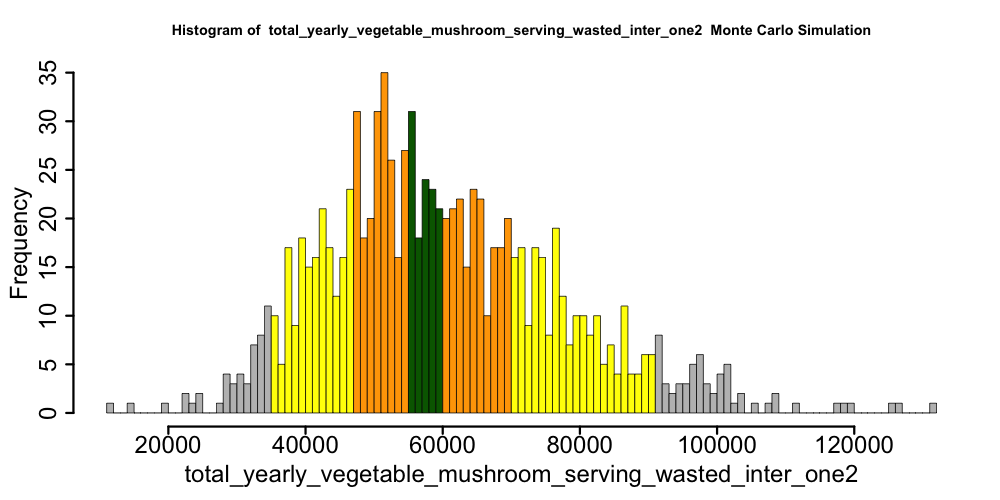 Histogram of  total_yearly_vegetable_mushroom_serving_wasted_inter_one2  Monte Carlo Simulation
Frequency
35
30
25
20
15
10
5
0
20000 40000 60000 80000 100000 120000
total_yearly_vegetable_mushroom_serving_wasted_inter_one2